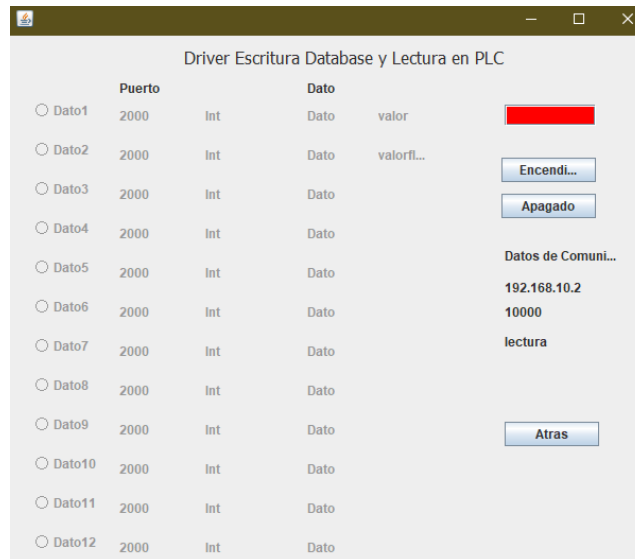 Driver Escritura Database y Lectura en PLC
Puerto Dato
Dato1 2000 Int Dato valor
Dato2 2000 Int Dato valorfl...
Encendi...
Dato3 2000 Int Dato
Apagado
Dato4 2000 Int Dato
Datos de Comuni...
Dato5 2000 Int Dato
192.168.10.2
Dato6 2000 Int Dato
10000
Dato7 2000 Int Dato
lectura
Dato8 2000 Int Dato
Dato9 2000 Int Dato
Atras
Dato10 2000 Int Dato
Dato11 2000 Int Dato
Dato12 2000 Int Dato